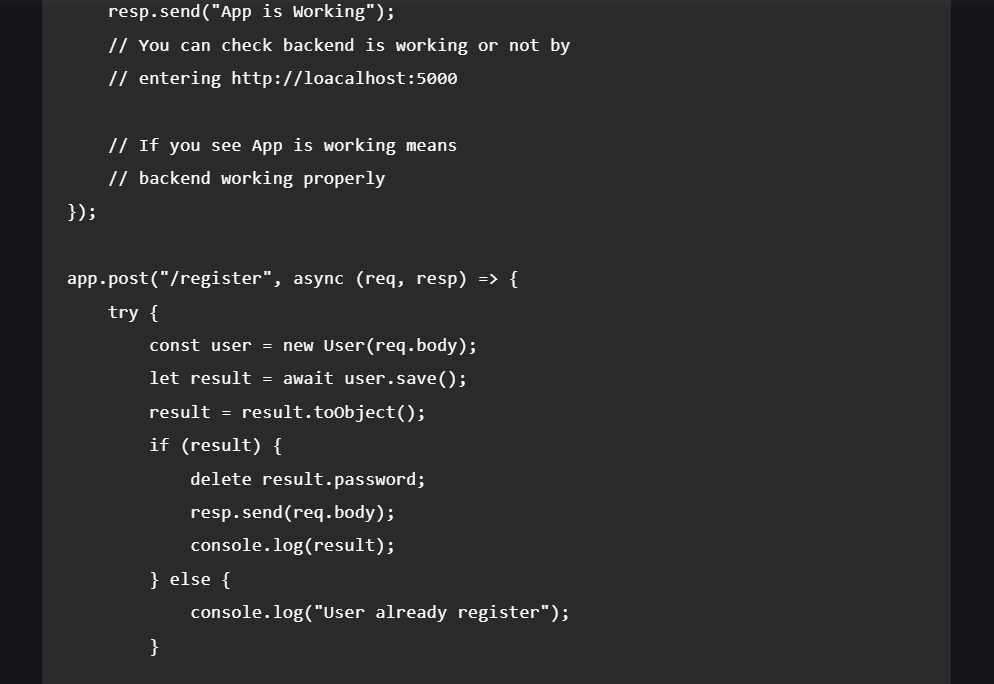 resp.send("App is Working");
// You can check backend is working or not by
// entering http://loacalhost:5000
// If you see App is working means
// backend working properly
});
app.post("/register", async (req, resp) => {
try {
const user = new User(req.body);
let result = await user.save();
result = result.toObject();
if (result) {
delete result.password;
resp.send(req.body);
console.log(result);
} else {
console.log("User already register");
}